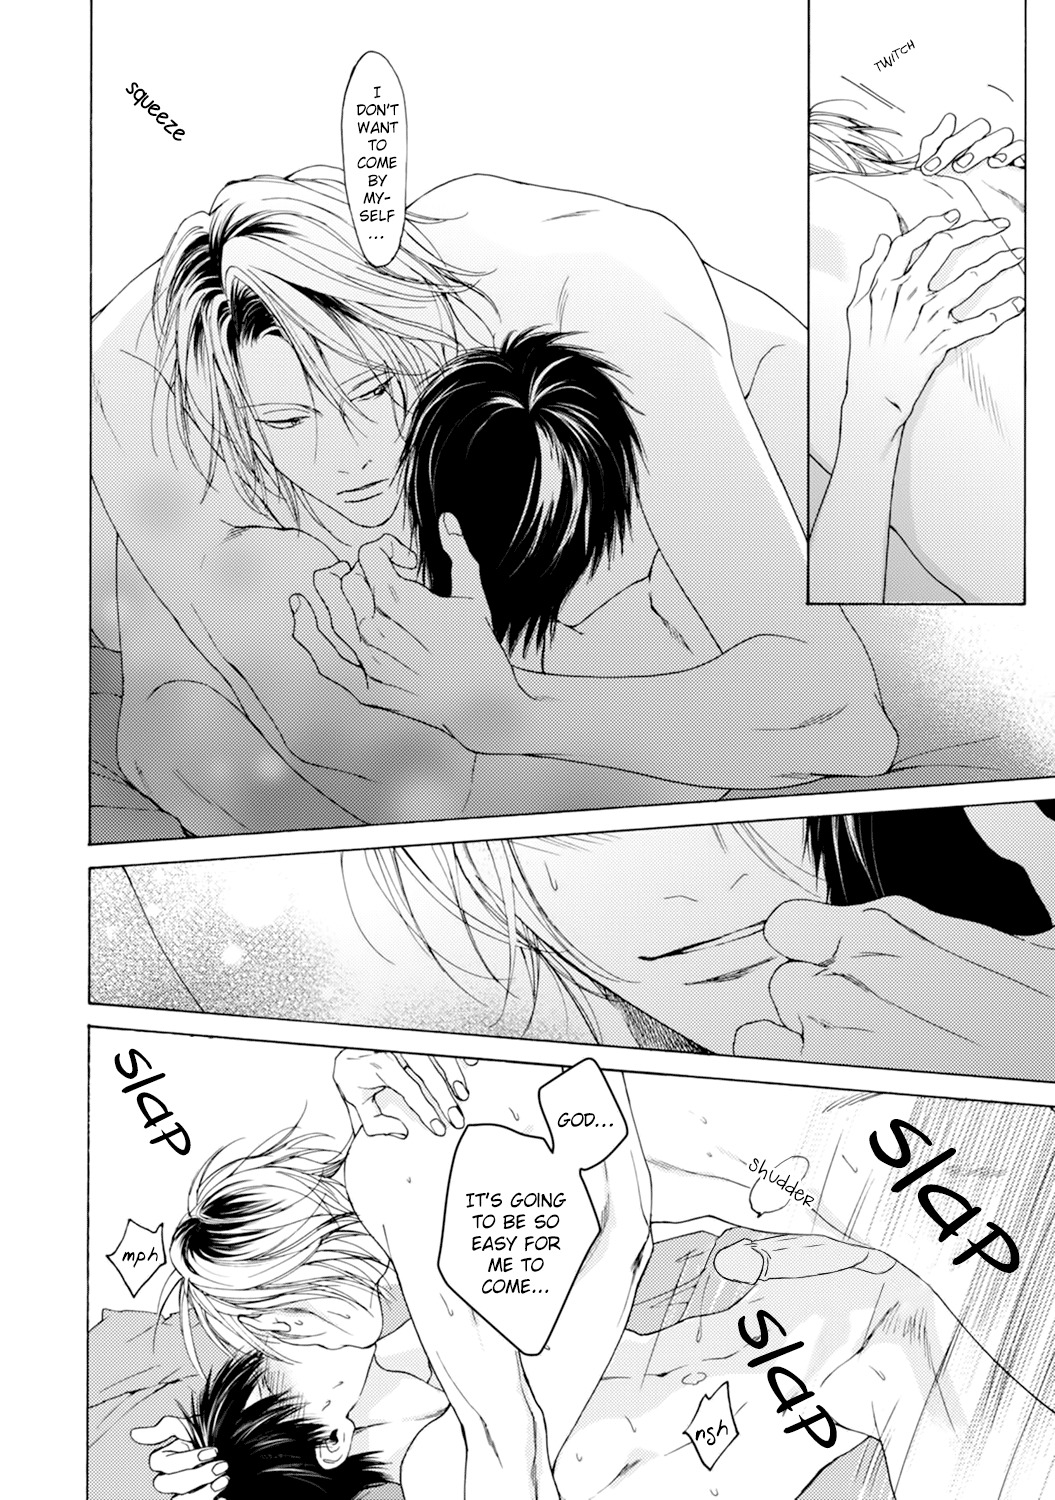 TWITCH
I
DON'T
WANT
TO
COME
BY
MY-
SELF
...
squeeze
GOD...
IT'S GOING
TO BE SO
EASY FOR
ME TO
COME...
slap
shudder
slap
slap
mph
ngh